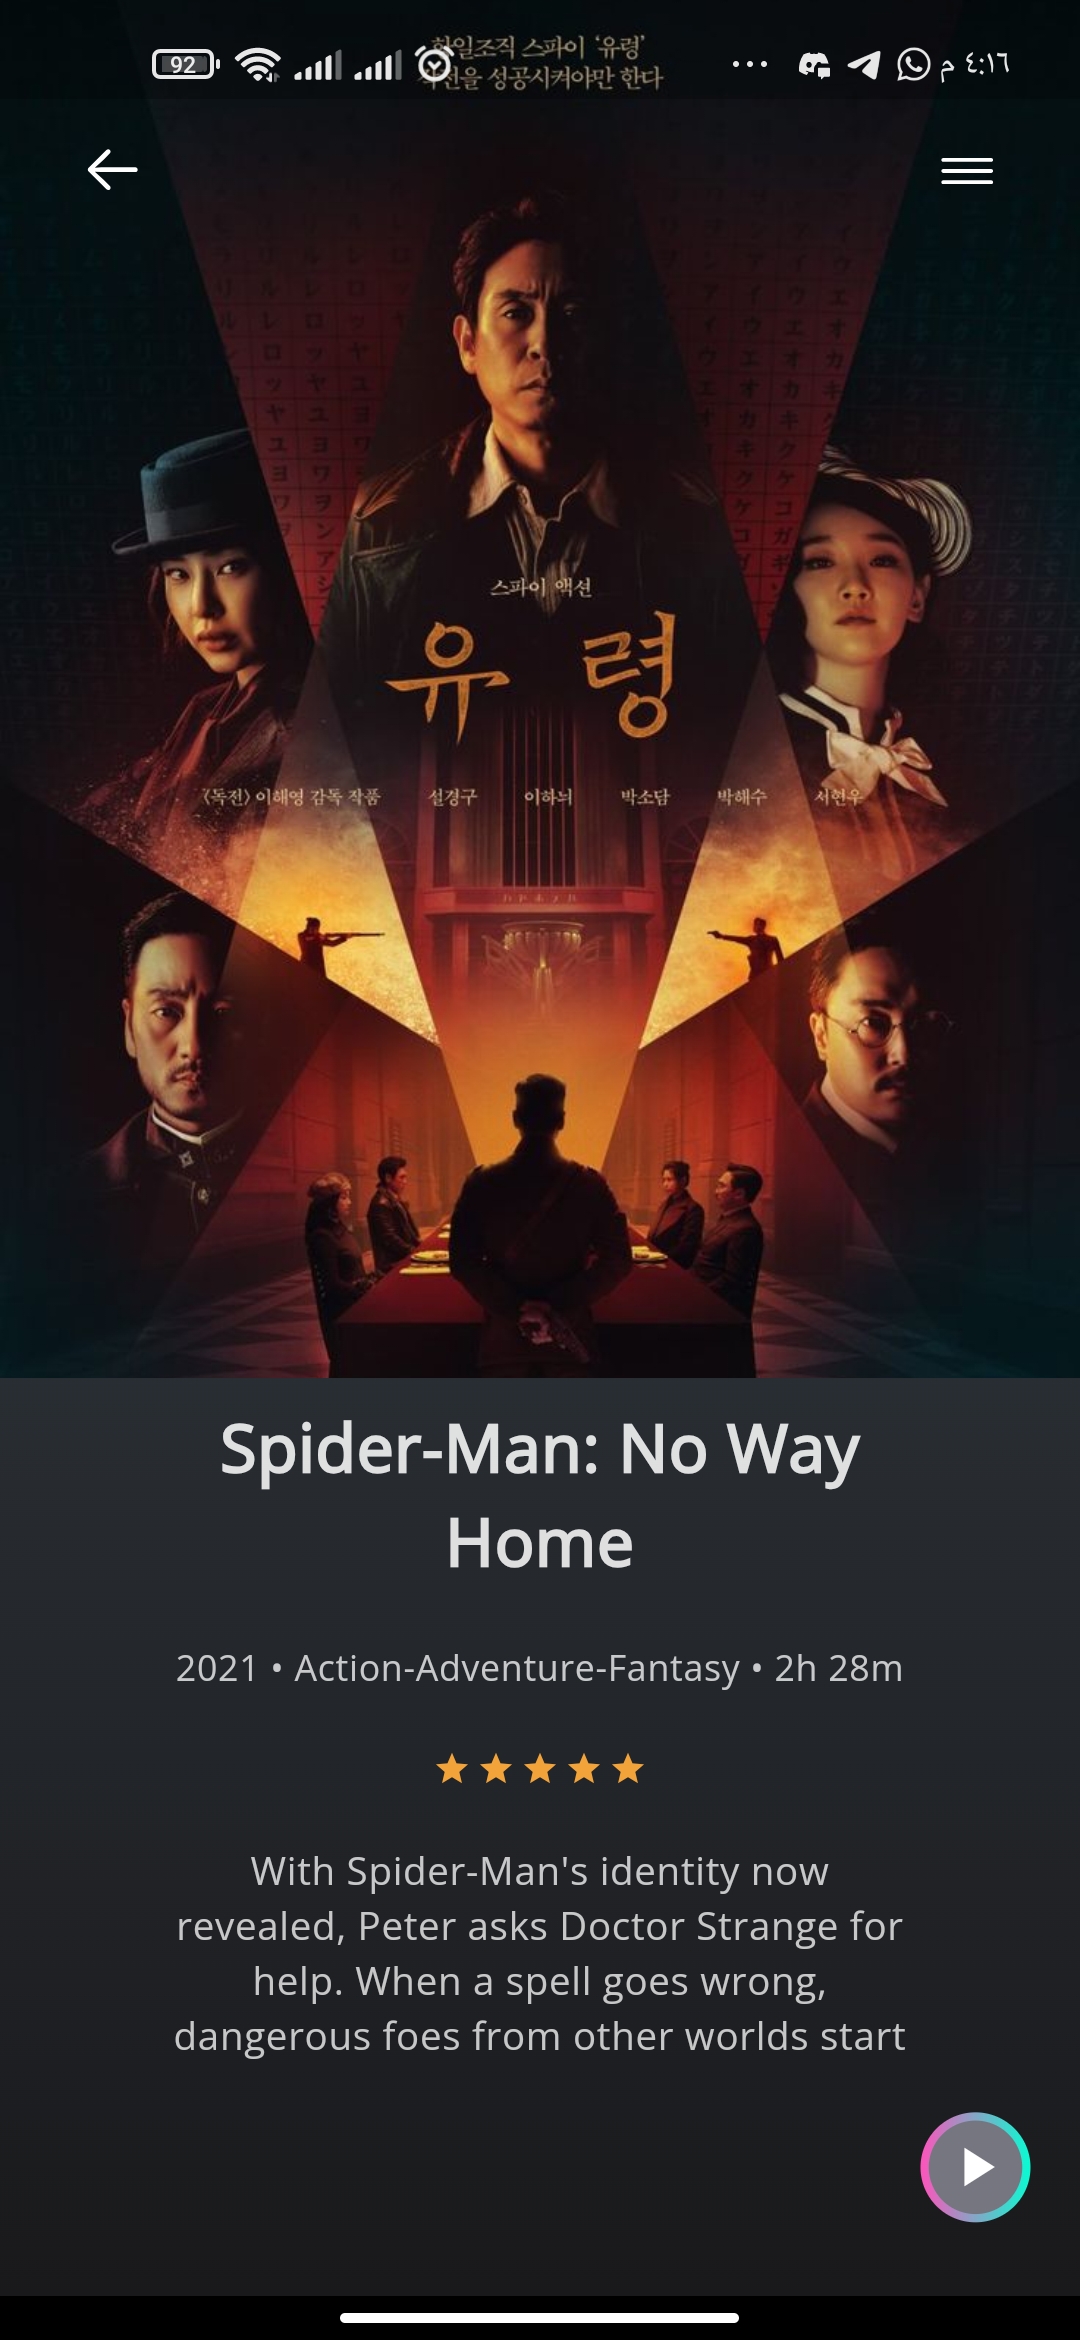 92
م ٤:١٦
항일조직 스파이 ‘유령’
작전을 성공시켜야만 한다
스파이 액션
유령
《독전》 이해영 감독 작품 설경구 이하늬 박소담 박해수 서현우
Spider-Man: No Way
Home
2021 • Action-Adventure-Fantasy • 2h 28m
With Spider-Man's identity now
revealed, Peter asks Doctor Strange for
help. When a spell goes wrong,
dangerous foes from other worlds start